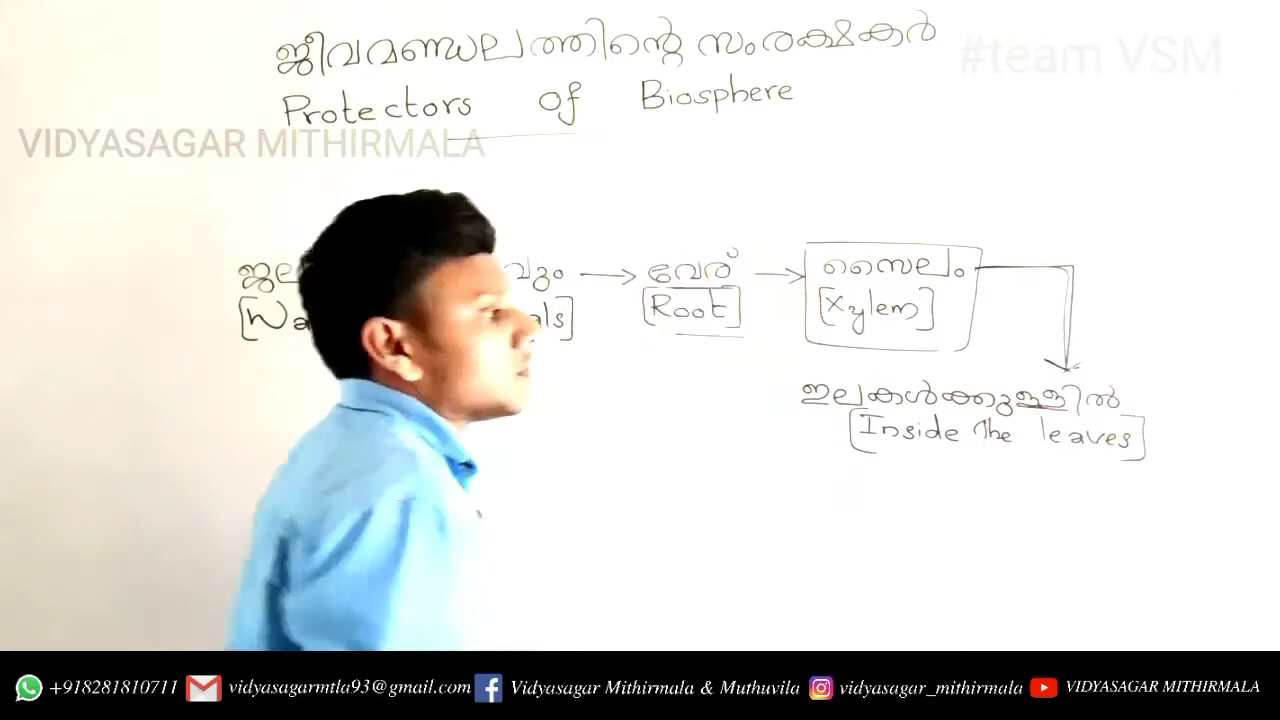 ജീവമണ്ഡലത്തിന്റെ സംരക്ഷകർ
#team VSM
Protectors of Biosphere
VIDYASAGAR MITHIRMALA
വേര് സൈലം
[Root] [Xylem]
ഇലകൾക്കുള്ളിൽ
[Inside the leaves]
+918281810711 vidyasagarmtla93@gmail.com Vidyasagar Mithirmala & Muthuvila vidyasagar_mithirmala VIDYASAGAR MITHIRMALA